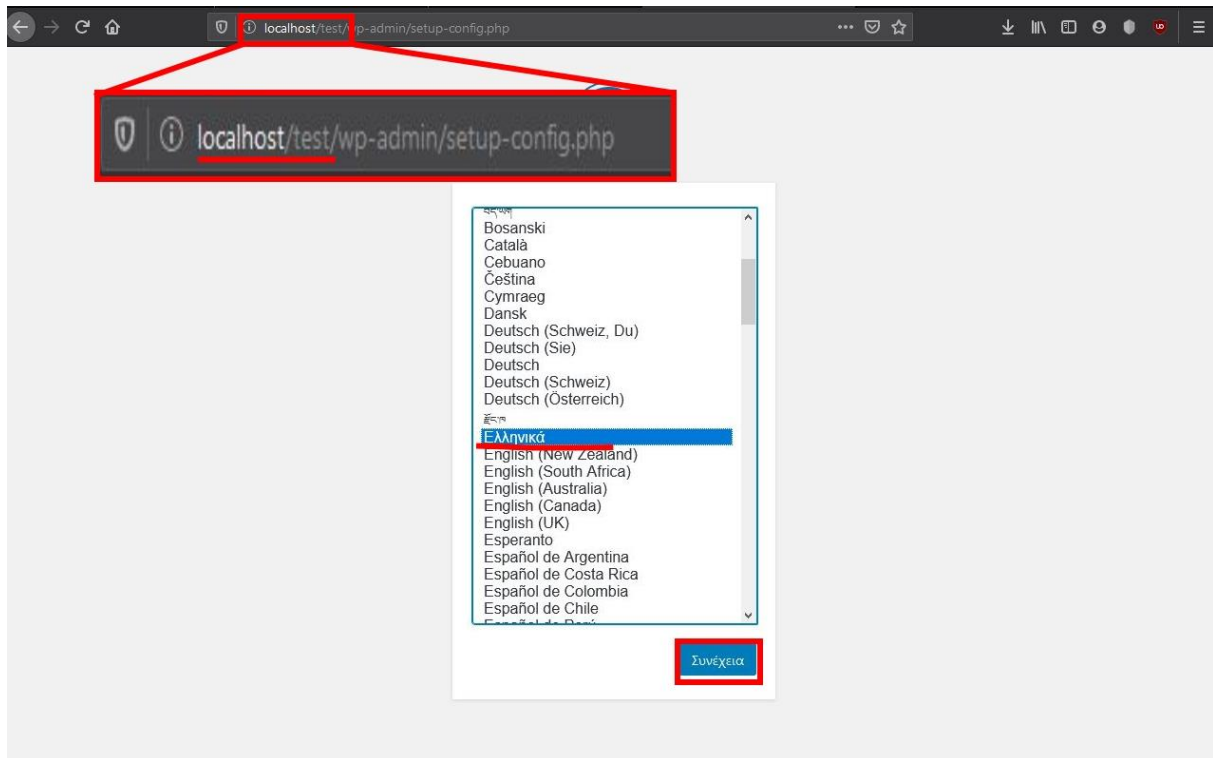 localhost/test/wp-admin/setup-config.php
localhost/test/wp-admin/setup-config.php
Bosanski
Català
Cebuano
Čeština
Cymraeg
Dansk
Deutsch (Schweiz, Du)
Deutsch (Sie)
Deutsch
Deutsch (Schweiz)
Deutsch (Österreich)
རྫོང་ཁ
Ελληνικά
English (New Zealand)
English (South Africa)
English (Australia)
English (Canada)
English (UK)
Esperanto
Español de Argentina
Español de Costa Rica
Español de Colombia
Español de Chile
Συνέχεια